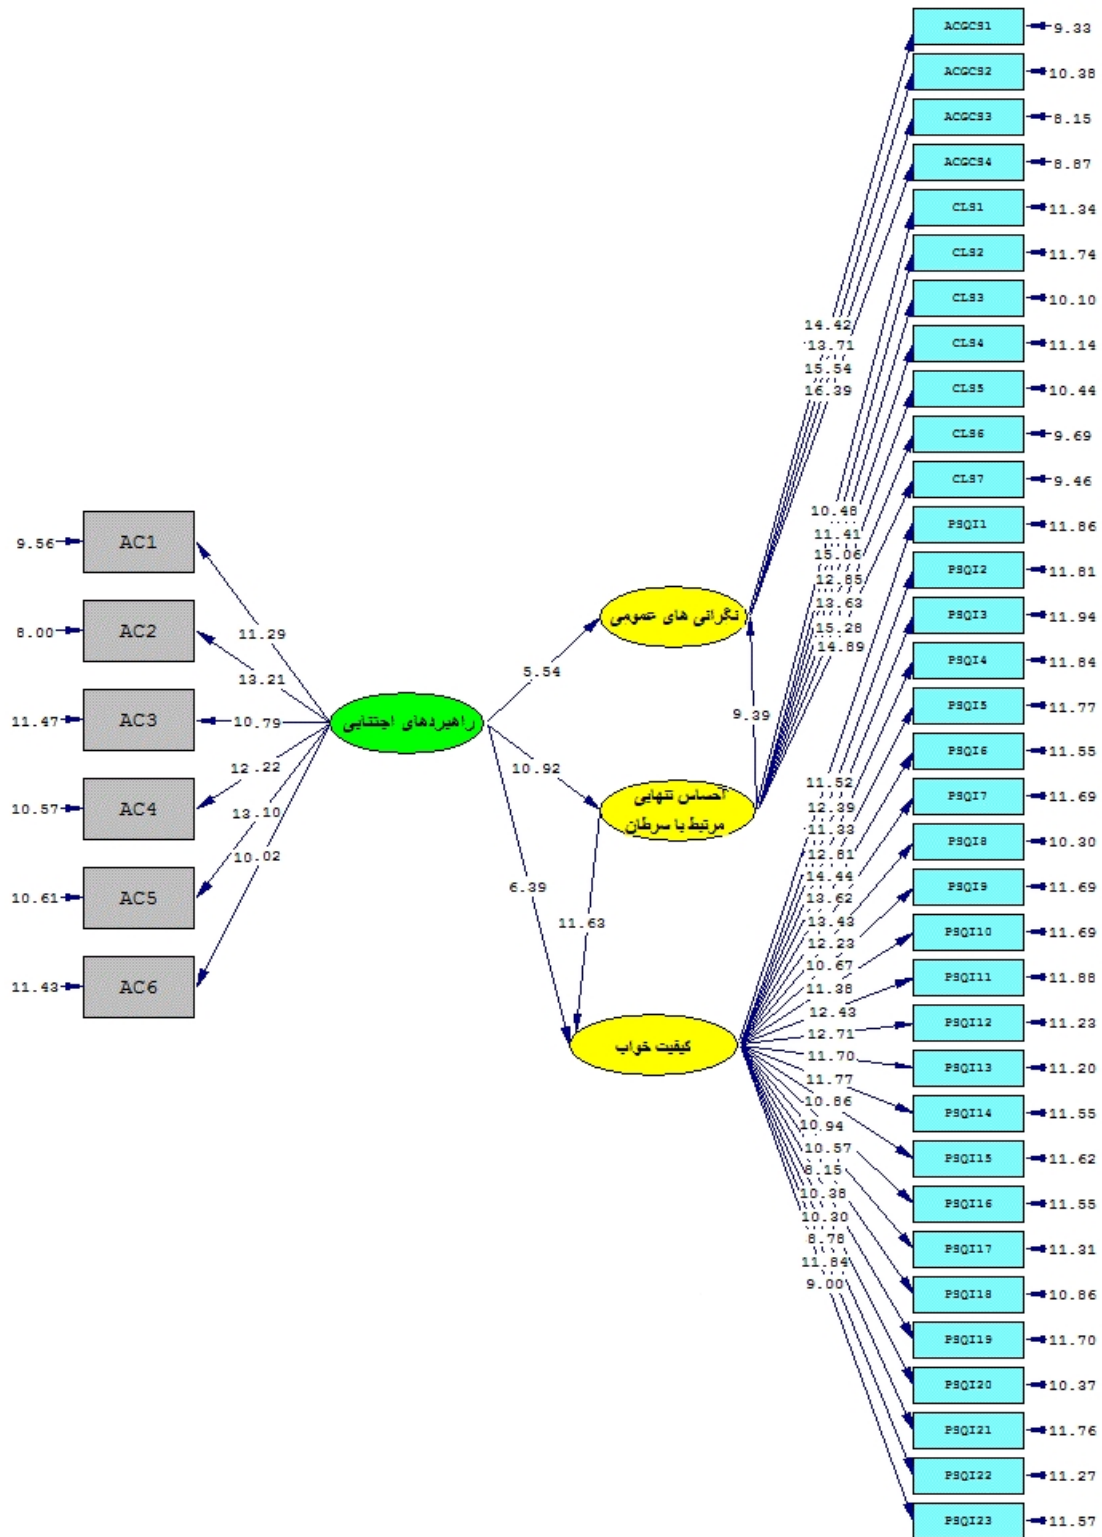 ACGCS1
9.33
ACGCS2
10.38
ACGCS3
8.15
ACGCS4
8.87
CLS1
11.34
CLS2
11.74
CLS3
10.10
CLS4
11.14
CLS5
10.44
CLS6
9.69
CLS7
9.46
PSQI1
11.86
PSQI2
11.81
PSQI3
11.94
PSQI4
11.84
PSQI5
11.77
PSQI6
11.55
PSQI7
11.69
PSQI8
10.30
PSQI9
11.69
PSQI10
11.69
PSQI11
11.88
PSQI12
11.23
PSQI13
11.20
PSQI14
11.55
PSQI15
11.62
PSQI16
11.55
PSQI17
11.31
PSQI18
10.86
PSQI19
11.70
PSQI20
10.37
PSQI21
11.76
PSQI22
11.27
PSQI23
11.57
14.42
13.71
15.54
16.39
10.48
11.41
15.06
12.85
13.63
15.28
14.89
11.52
12.39
11.33
12.81
14.44
13.62
13.43
12.23
10.67
11.38
12.43
12.71
11.70
11.77
10.86
10.94
10.57
8.15
10.38
10.30
8.78
11.84
9.00
نگرانی های عمومی
احساس تنهایی
مرتبط با سرطان
کیفیت خواب
راهبردهای اجتنابی
5.54
10.92
6.39
9.39
11.63
9.56
AC1
8.00
AC2
11.47
AC3
10.57
AC4
10.61
AC5
11.43
AC6
11.29
13.21
10.79
12.22
13.10
10.02